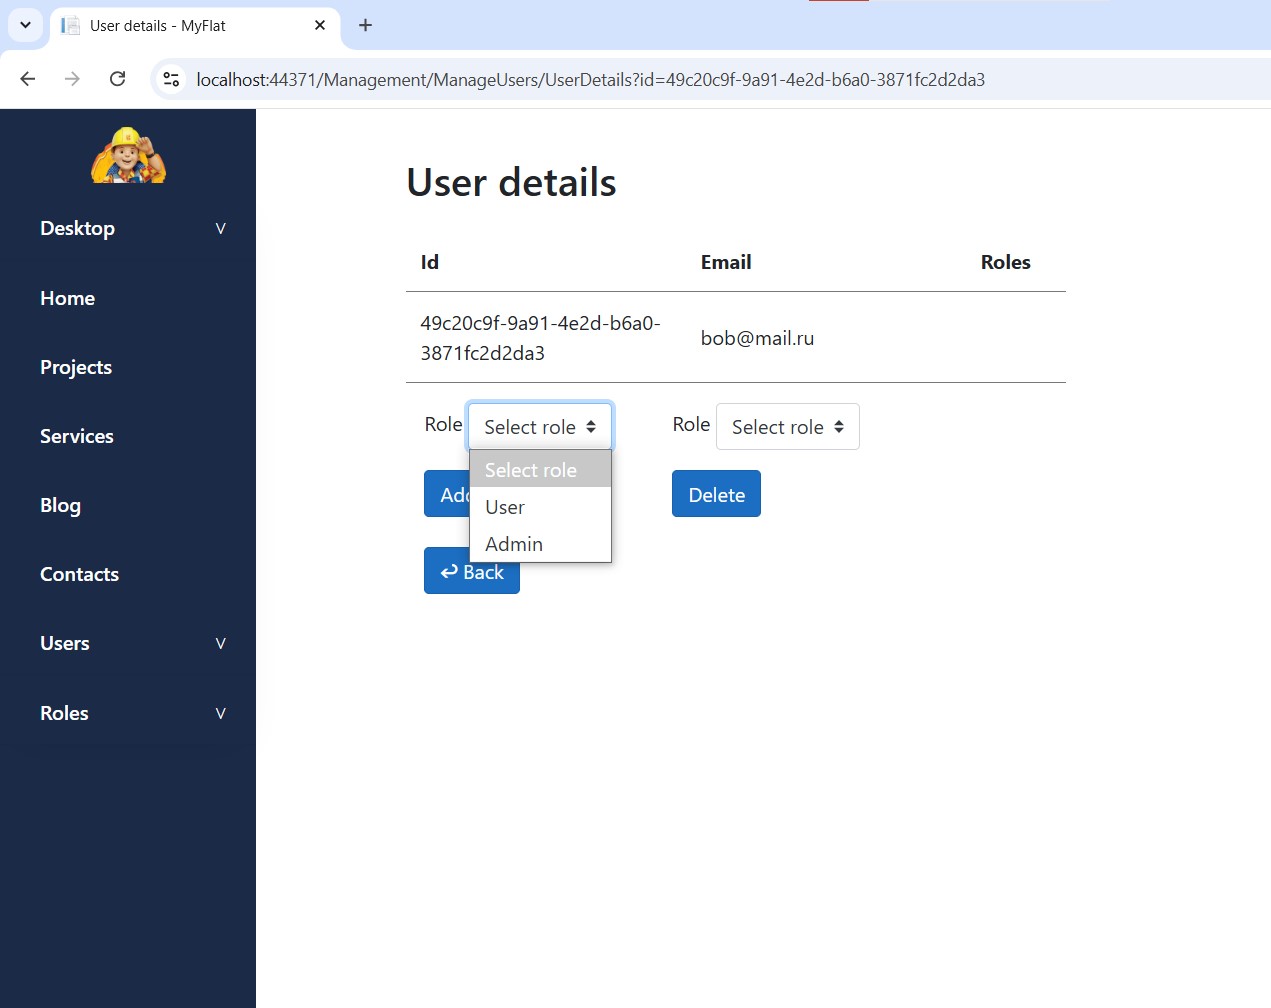 User details - MyFlat
localhost:44371/Management/ManageUsers/UserDetails?id=49c20c9f-9a91-4e2d-b6a0-3871fc2d2da3
Desktop V
Home
Projects
Services
Blog
Contacts
Users V
Roles V
User details
Id Email Roles
49c20c9f-9a91-4e2d-b6a0-
3871fc2d2da3
bob@mail.ru
Role Select role Role Select role
Select role
User
Admin
Delete
Back